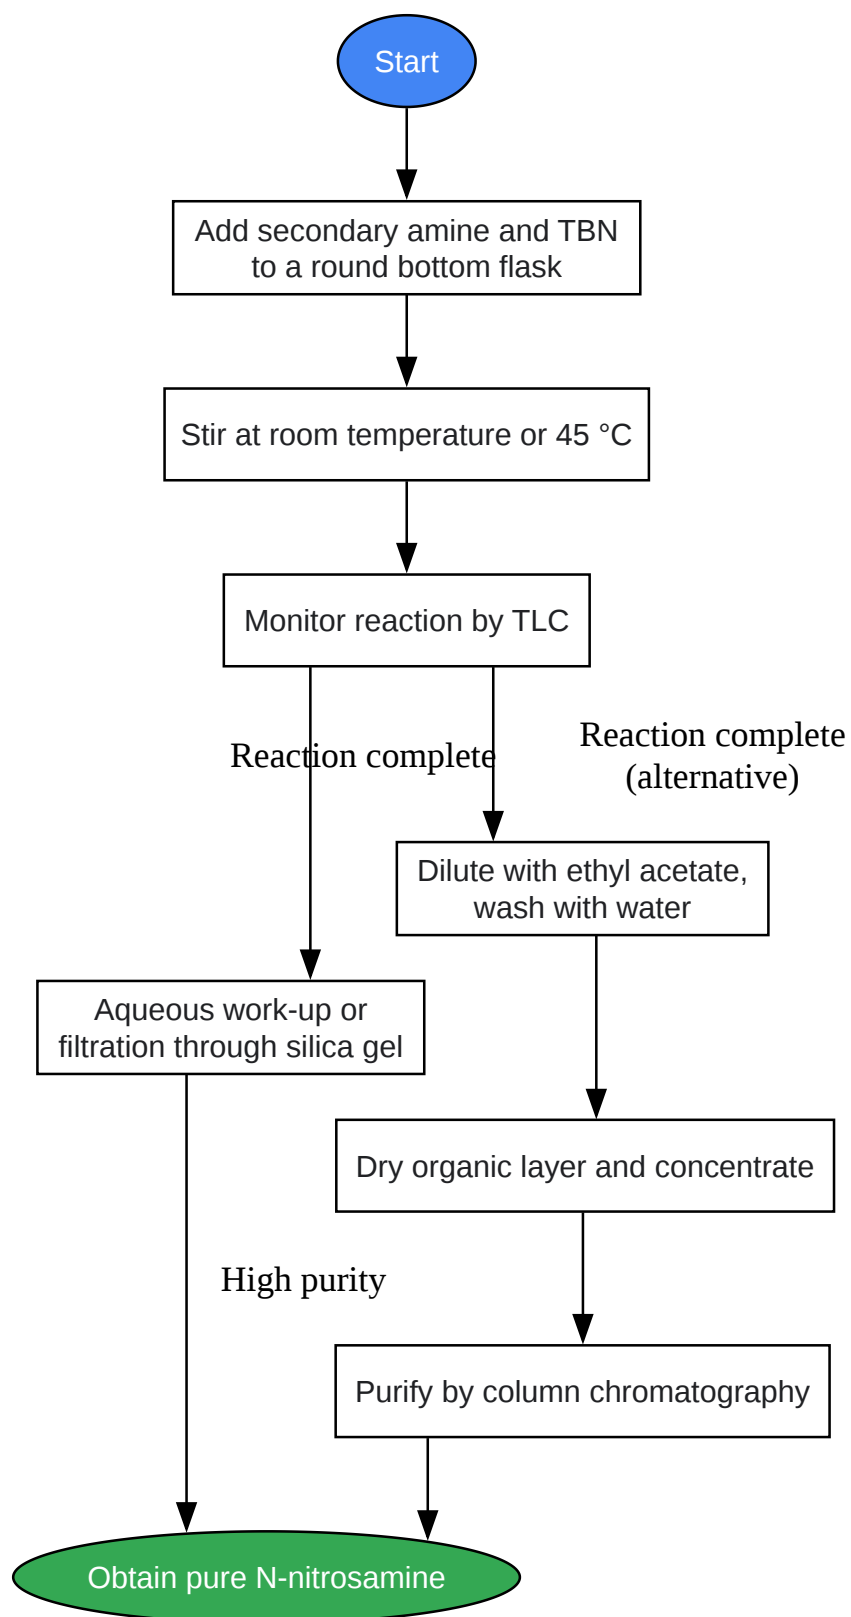 Start
Add secondary amine and TBN
to a round bottom flask
Stir at room temperature or 45 °C
Monitor reaction by TLC
Reaction complete
Reaction complete
(alternative)
Dilute with ethyl acetate,
wash with water
Aqueous work-up or
filtration through silica gel
Dry organic layer and concentrate
High purity
Purify by column chromatography
Obtain pure N-nitrosamine